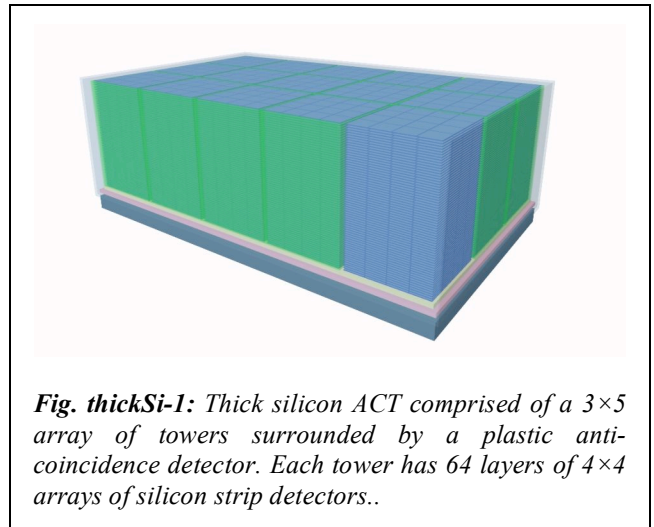 Fig. thickSi-1: Thick silicon ACT comprised of a 3×5
array of towers surrounded by a plastic anti-
coincidence detector. Each tower has 64 layers of 4×4
arrays of silicon strip detectors..